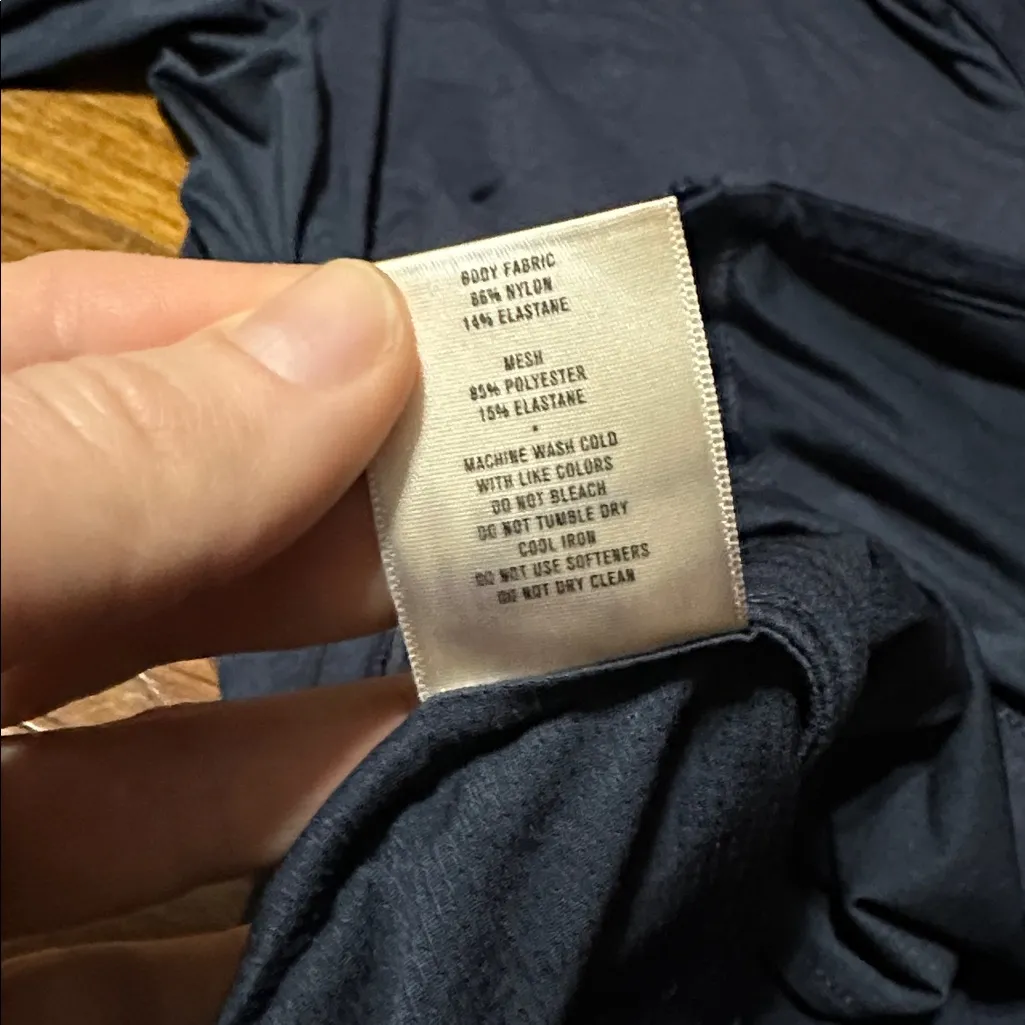 BODY FABRIC
86% NYLON
14% ELASTANE
MESH
85% POLYESTER
15% ELASTANE
MACHINE WASH COLD
WITH LIKE COLORS
DO NOT BLEACH
DO NOT TUMBLE DRY
COOL IRON
DO NOT USE SOFTENERS
DO NOT DRY CLEAN